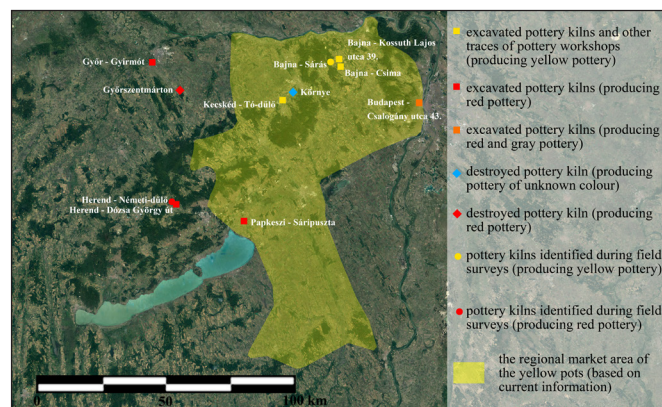 Győr - Gyirmót
Győrszentmárton
Bajna - Kossuth Lajos
utca 39.
Bajna - Sárás
Bajna - Csima
Kecskéd - Tó-dűlő
Környe
Budapest -
Csalogány utca 43.
Herend - Németi-dűlő
Herend - Dózsa György út
Papkeszi - Sáripuszta
0
50
100 km
excavated pottery kilns and other
traces of pottery workshops
(producing yellow pottery)
excavated pottery kilns (producing
red pottery)
excavated pottery kilns (producing
red and gray pottery)
destroyed pottery kiln (producing
pottery of unknown colour)
destroyed pottery kiln (producing
red pottery)
pottery kilns identified during field
surveys (producing yellow pottery)
pottery kilns identified during field
surveys (producing red pottery)
the regional market area of
the yellow pots (based on
current information)